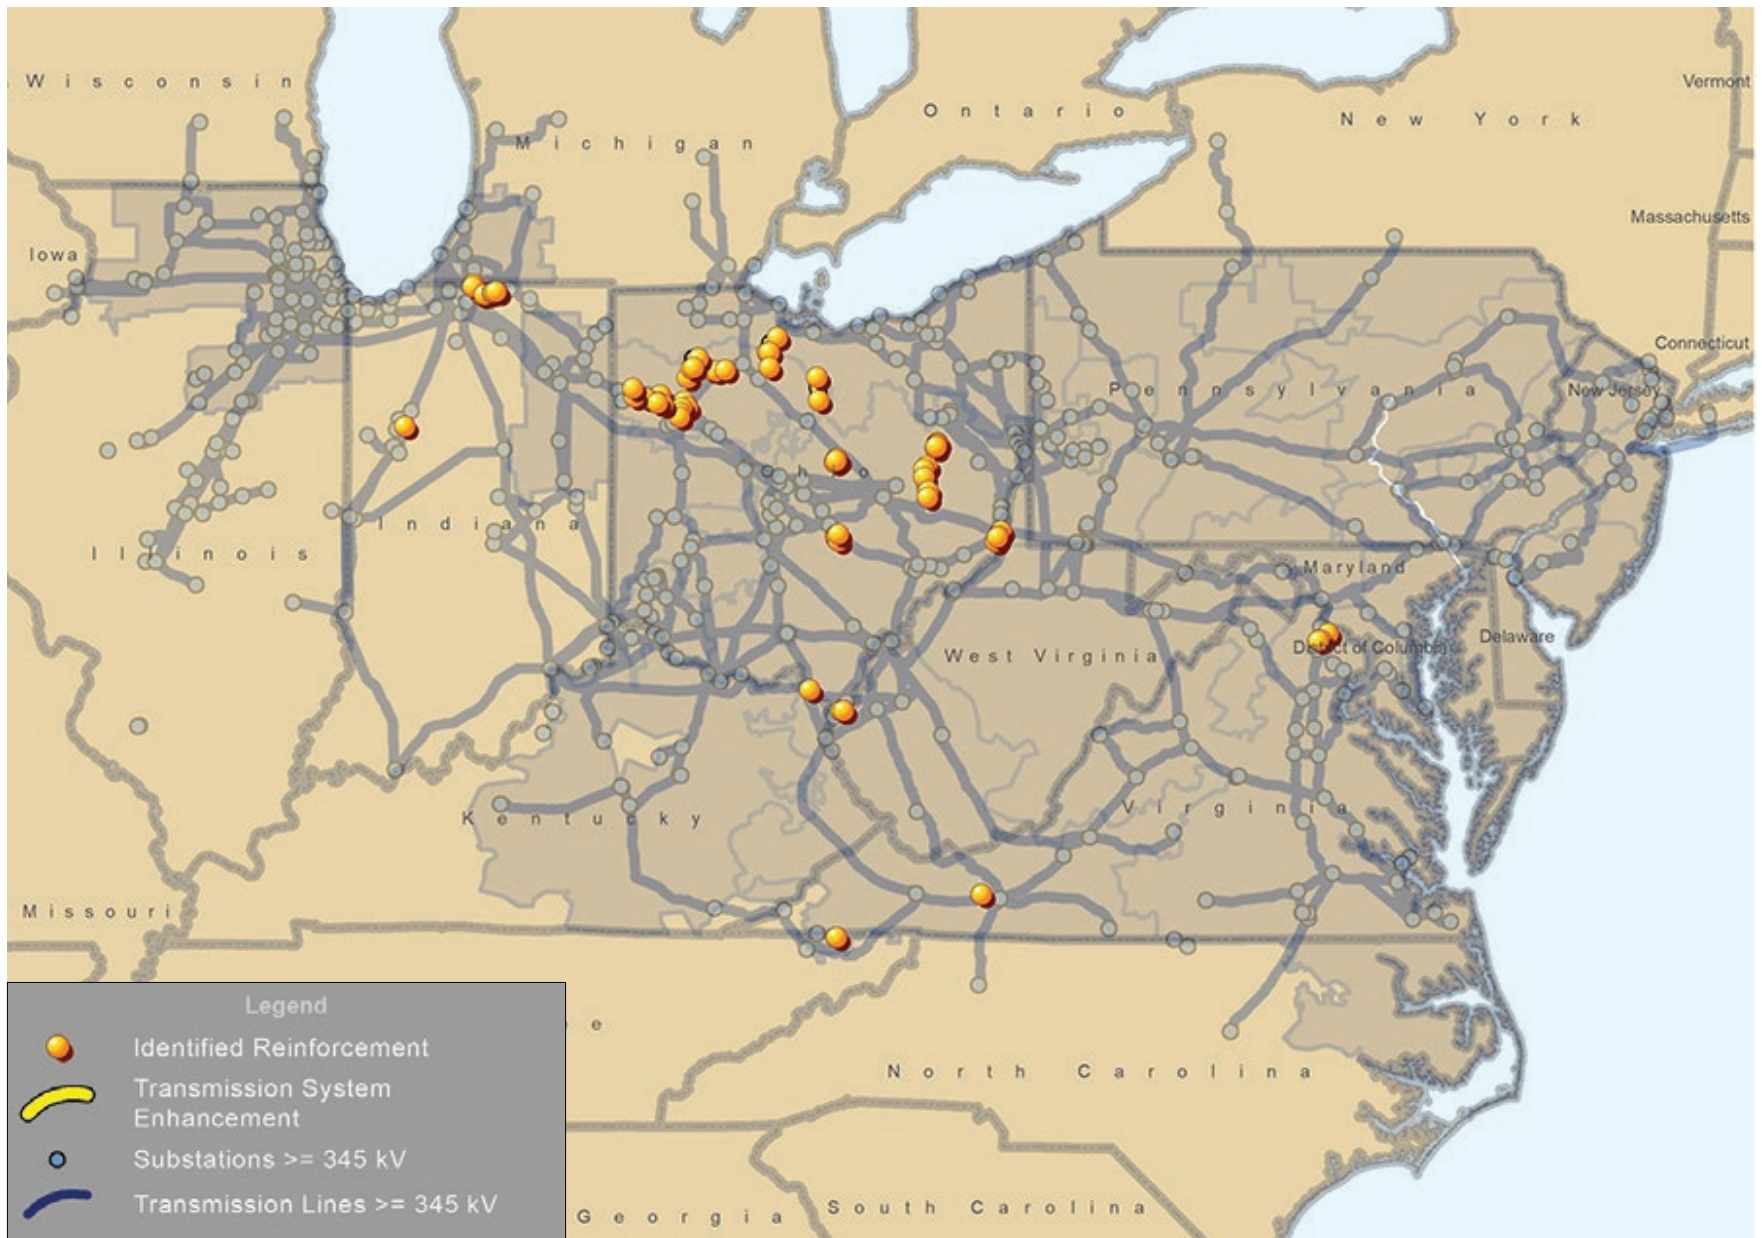 Wisconsin
Vermont
Ontario
New York
Michigan
Massachusetts
Iowa
Connecticut
Pennsylvania
New Jersey
Ohio
Indiana
Illinois
Maryland
Delaware
District of Columbia
West Virginia
Virginia
Kentucky
Missouri
e
North Carolina
South Carolina
Georgia
Legend
Identified Reinforcement
Transmission System
Enhancement
Substations >= 345 kV
Transmission Lines >= 345 kV